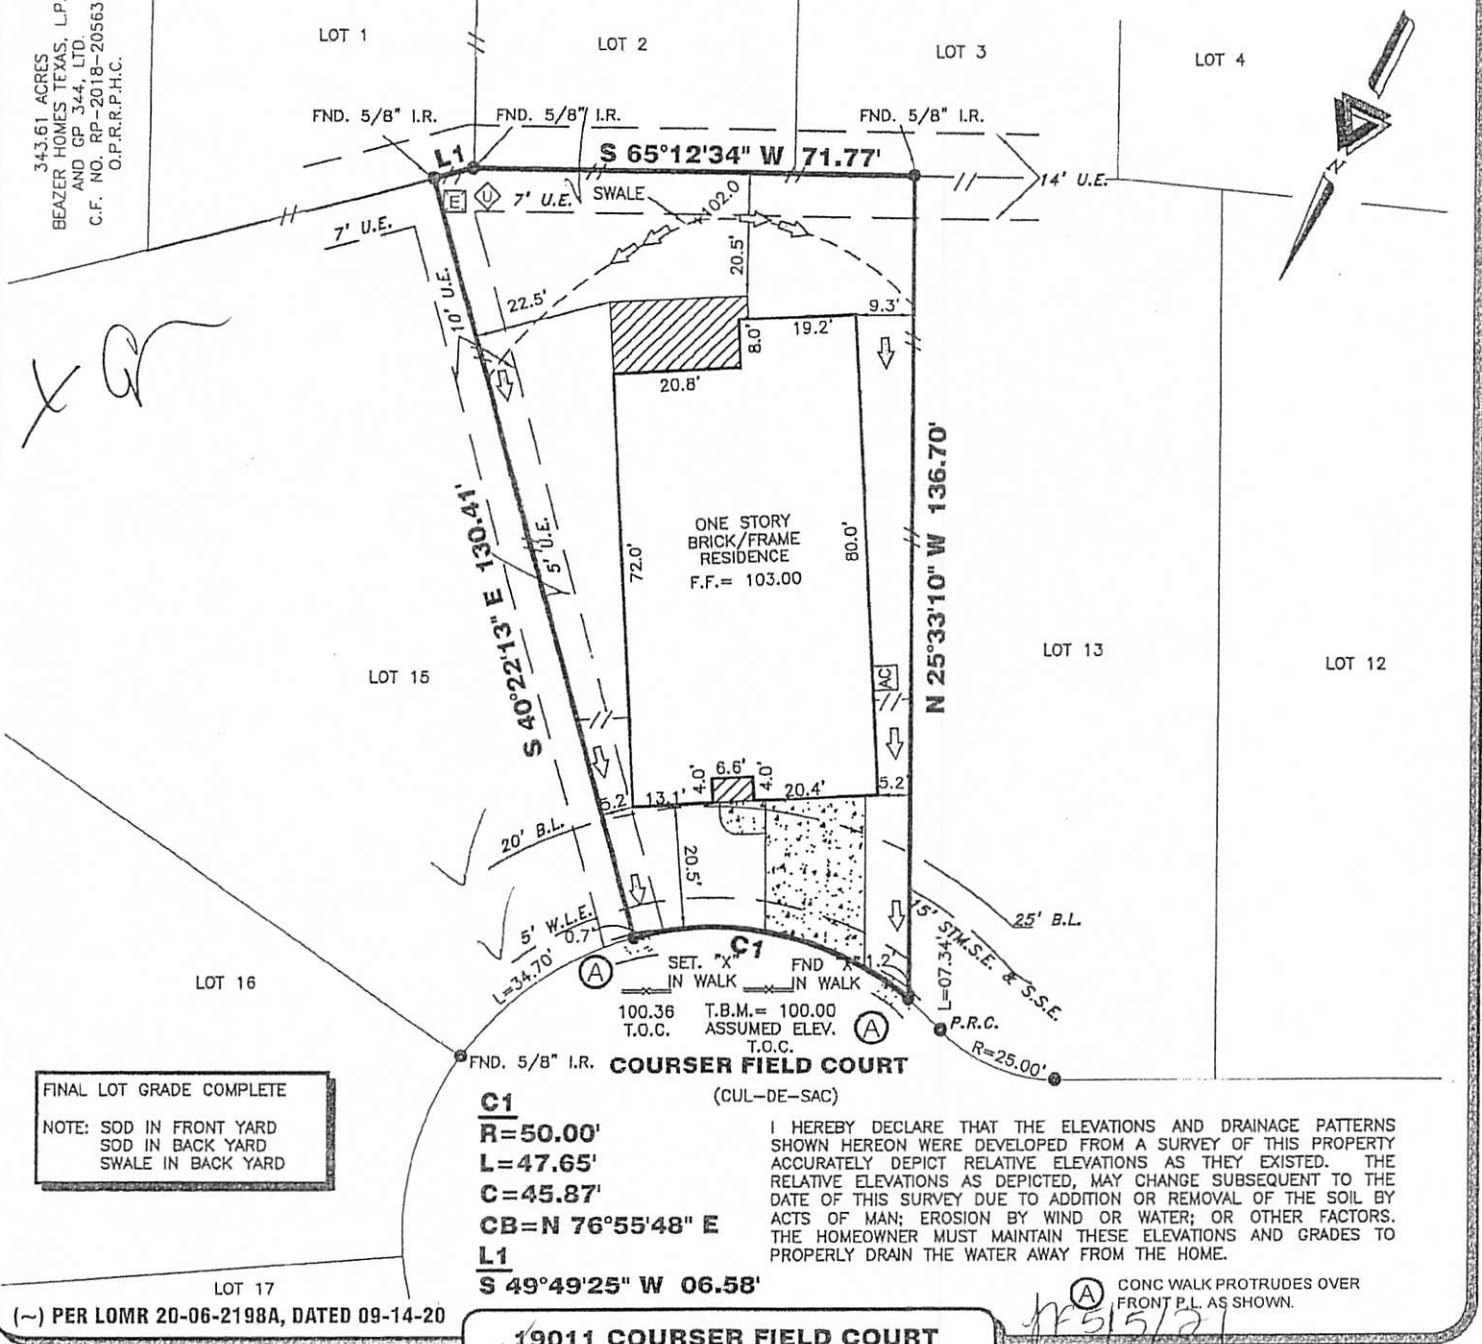 343.61 ACRES
BEAZER HOMES TEXAS, L.P.
AND GP 344, LTD.
C.F. NO. RP-2018-20563
O.P.R.R.P.H.C.
LOT 1
LOT 2
LOT 3
LOT 4
FND. 5/8" I.R.
FND. 5/8" I.R.
FND. 5/8" I.R.
L1
S 65°12'34" W 71.77'
14' U.E.
E
U
7' U.E.
SWALE
102.0
N
7' U.E.
10' U.E.
20.5'
22.5'
9.3'
19.2'
8.0'
20.8'
X
S 40°22'13" E 130.41'
5' U.E.
72.0'
ONE STORY
BRICK/FRAME
RESIDENCE
F.F.= 103.00
80.0'
N 25°33'10" W 136.70'
LOT 15
LOT 13
LOT 12
AC
6.6'
4.0'
4.0'
5.2'
13.1'
20.4'
5.2
20' B.L.
20.5'
25' B.L.
5' W.L.E.
0.7'
C1
15' STM.S.E. & S.S.E.
LOT 16
L=34.70'
A
SET. "X"
IN WALK
FND "X"
IN WALK
1.2'
L=07.34'
100.36
T.O.C.
T.B.M.= 100.00
ASSUMED ELEV.
T.O.C.
A
P.R.C.
R=25.00'
FND. 5/8" I.R.
COURSER FIELD COURT
(CUL-DE-SAC)
FINAL LOT GRADE COMPLETE
NOTE: SOD IN FRONT YARD
SOD IN BACK YARD
SWALE IN BACK YARD
C1
R=50.00'
L=47.65'
C=45.87'
CB=N 76°55'48" E
L1
S 49°49'25" W 06.58'
I HEREBY DECLARE THAT THE ELEVATIONS AND DRAINAGE PATTERNS
SHOWN HEREON WERE DEVELOPED FROM A SURVEY OF THIS PROPERTY
ACCURATELY DEPICT RELATIVE ELEVATIONS AS THEY EXISTED. THE
RELATIVE ELEVATIONS AS DEPICTED, MAY CHANGE SUBSEQUENT TO THE
DATE OF THIS SURVEY DUE TO ADDITION OR REMOVAL OF THE SOIL BY
ACTS OF MAN; EROSION BY WIND OR WATER; OR OTHER FACTORS.
THE HOMEOWNER MUST MAINTAIN THESE ELEVATIONS AND GRADES TO
PROPERLY DRAIN THE WATER AWAY FROM THE HOME.
LOT 17
A CONC WALK PROTRUDES OVER
FRONT P.L. AS SHOWN.
(~) PER LOMR 20-06-2198A, DATED 09-14-20
5/5/21
19011 COURSER FIELD COURT